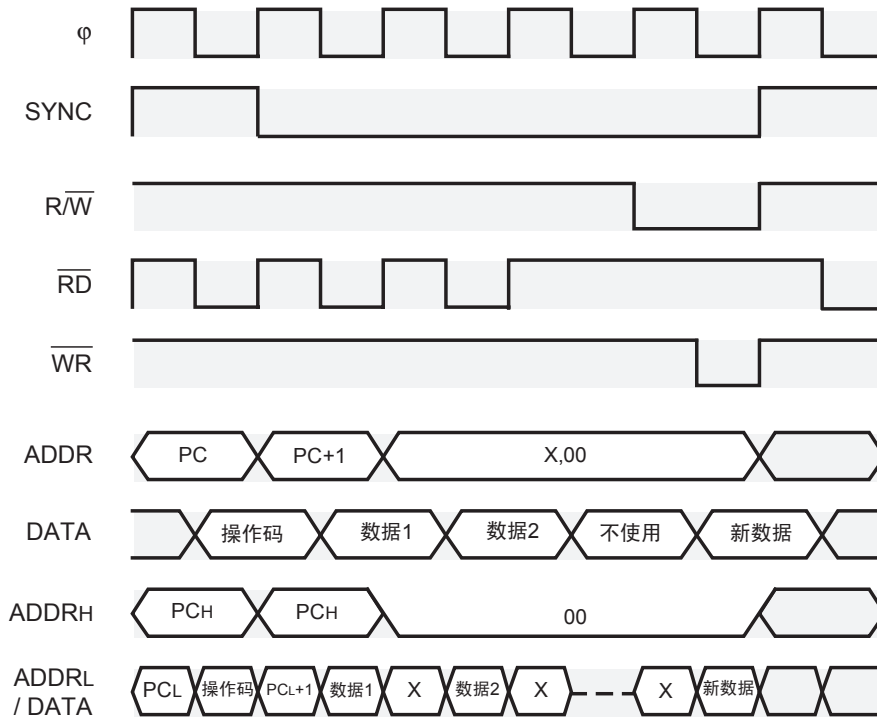 φ
SYNC
R/W
RD
WR
ADDR PC PC+1 X,00
DATA 操作码 数据1 数据2 不使用 新数据
ADDRH PCH PCH 00
ADDRL
/ DATA PCL 操作码 PCL+1 数据1 X 数据2 X X 新数据